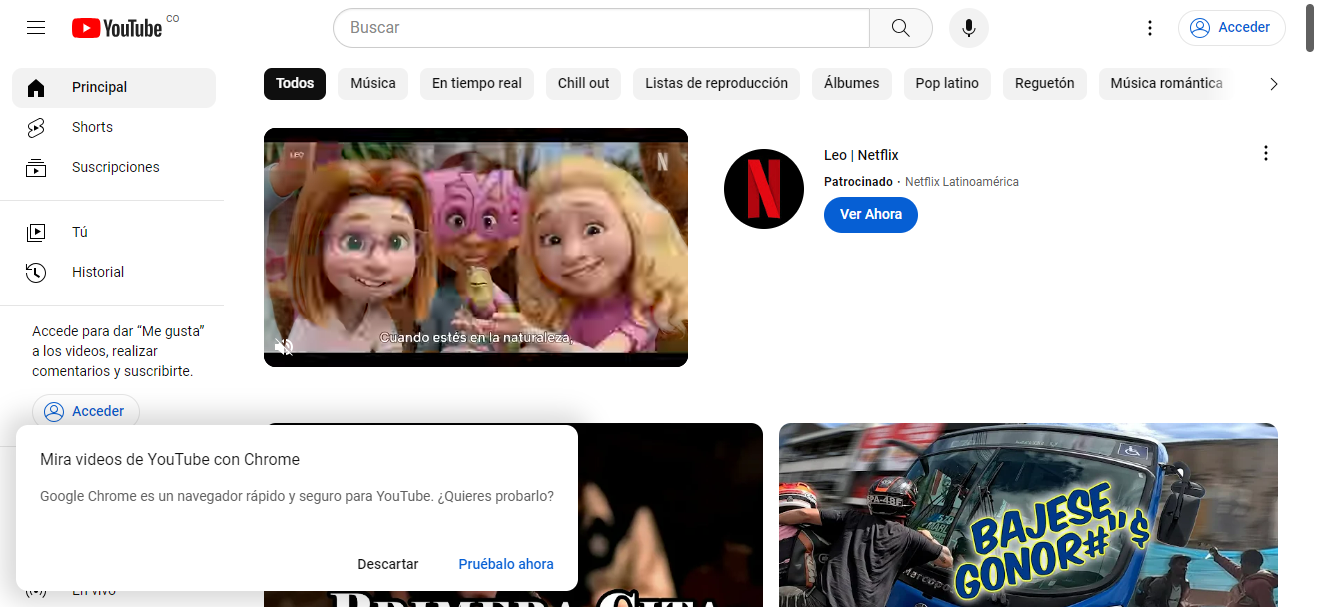 YouTube CO
Buscar
Acceder
Principal
Shorts
Suscripciones
Tú
Historial
Accede para dar “Me gusta”
a los videos, realizar
comentarios y suscribirte.
Acceder
Todos
Música
En tiempo real
Chill out
Listas de reproducción
Álbumes
Pop latino
Reguetón
Música romántica
LEO
N
Cuando estés en la naturaleza,
Leo | Netflix
Patrocinado · Netflix Latinoamérica
Ver Ahora
Mira videos de YouTube con Chrome
Google Chrome es un navegador rápido y seguro para YouTube. ¿Quieres probarlo?
Descartar
Pruébalo ahora
En vivo
PRIMERA CITA
BAJESE
GONOR#"$